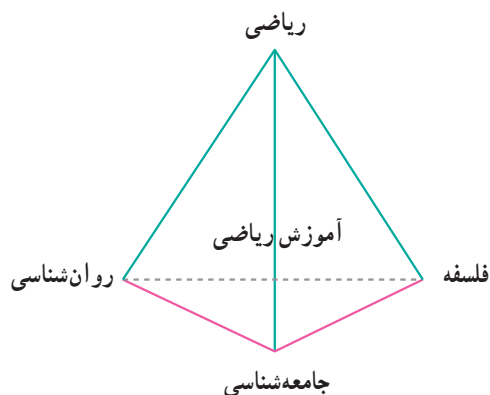 ریاضی
آموزش ریاضی
فلسفه
روان‌شناسی
جامعه‌شناسی